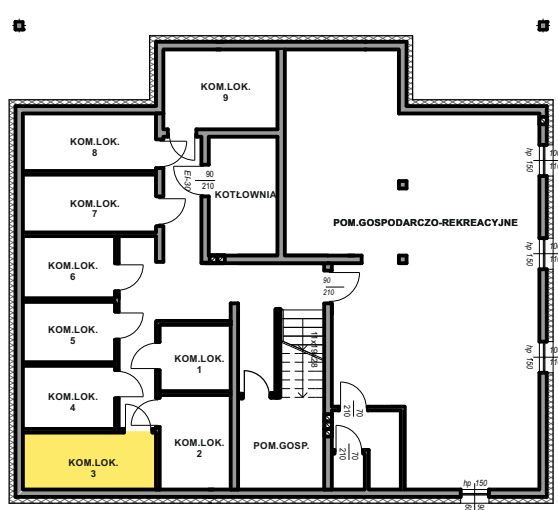 KOM.LOK.
9
KOM.LOK.
8
EI-30
90
210
KOTŁOWNIA
KOM.LOK.
7
POM.GOSPODARCZO-REKREACYJNE
KOM.LOK.
6
90
210
KOM.LOK.
5
KOM.LOK.
1
KOM.LOK.
4
KOM.LOK.
2
POM.GOSP.
KOM.LOK.
3
70
210
70
210
hp 150
hp 150
hp 150
hp 150